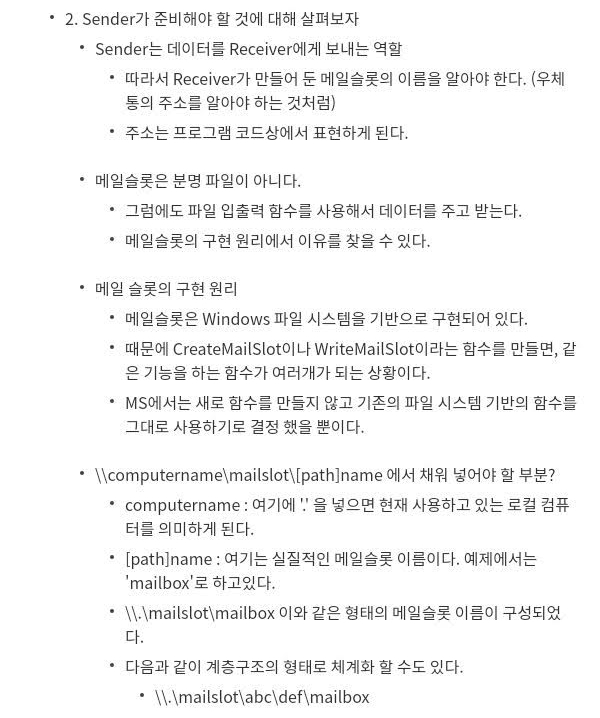 2. Sender가 준비해야 할 것에 대해 살펴보자
Sender는 데이터를 Receiver에게 보내는 역할
따라서 Receiver가 만들어 둔 메일슬롯의 이름을 알아야 한다. (우체
통의 주소를 알아야 하는 것처럼)
주소는 프로그램 코드상에서 표현하게 된다.
메일슬롯은 분명 파일이 아니다.
그럼에도 파일 입출력 함수를 사용해서 데이터를 주고 받는다.
메일슬롯의 구현 원리에서 이유를 찾을 수 있다.
메일 슬롯의 구현 원리
메일슬롯은 Windows 파일 시스템을 기반으로 구현되어 있다.
때문에 CreateMailSlot이나 WriteMailSlot이라는 함수를 만들면, 같
은 기능을 하는 함수가 여러개가 되는 상황이다.
MS에서는 새로 함수를 만들지 않고 기존의 파일 시스템 기반의 함수를
그대로 사용하기로 결정 했을 뿐이다.
\\computername\mailslot\[path]name 에서 채워 넣어야 할 부분?
computername : 여기에 '.' 을 넣으면 현재 사용하고 있는 로컬 컴퓨
터를 의미하게 된다.
[path]name : 여기는 실질적인 메일슬롯 이름이다. 예제에서는
'mailbox'로 하고있다.
\\.\mailslot\mailbox 이와 같은 형태의 메일슬롯 이름이 구성되었
다.
다음과 같이 계층구조의 형태로 체계화 할 수도 있다.
\\.\mailslot\abc\def\mailbox